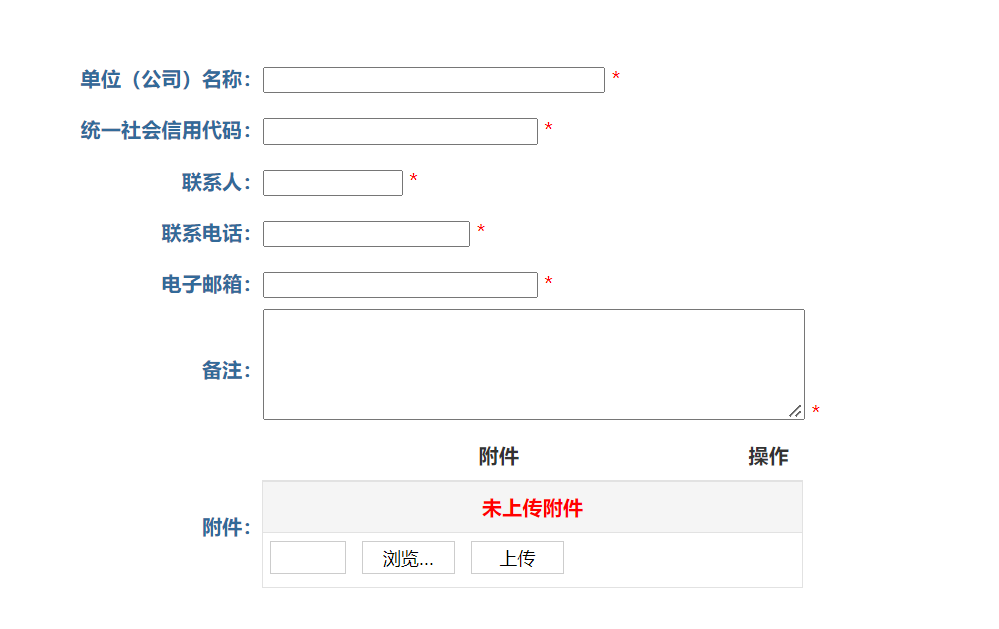 单位（公司）名称： *
统一社会信用代码： *
联系人： *
联系电话： *
电子邮箱： *
备注： *
附件 操作
附件：
未上传附件
浏览... 上传